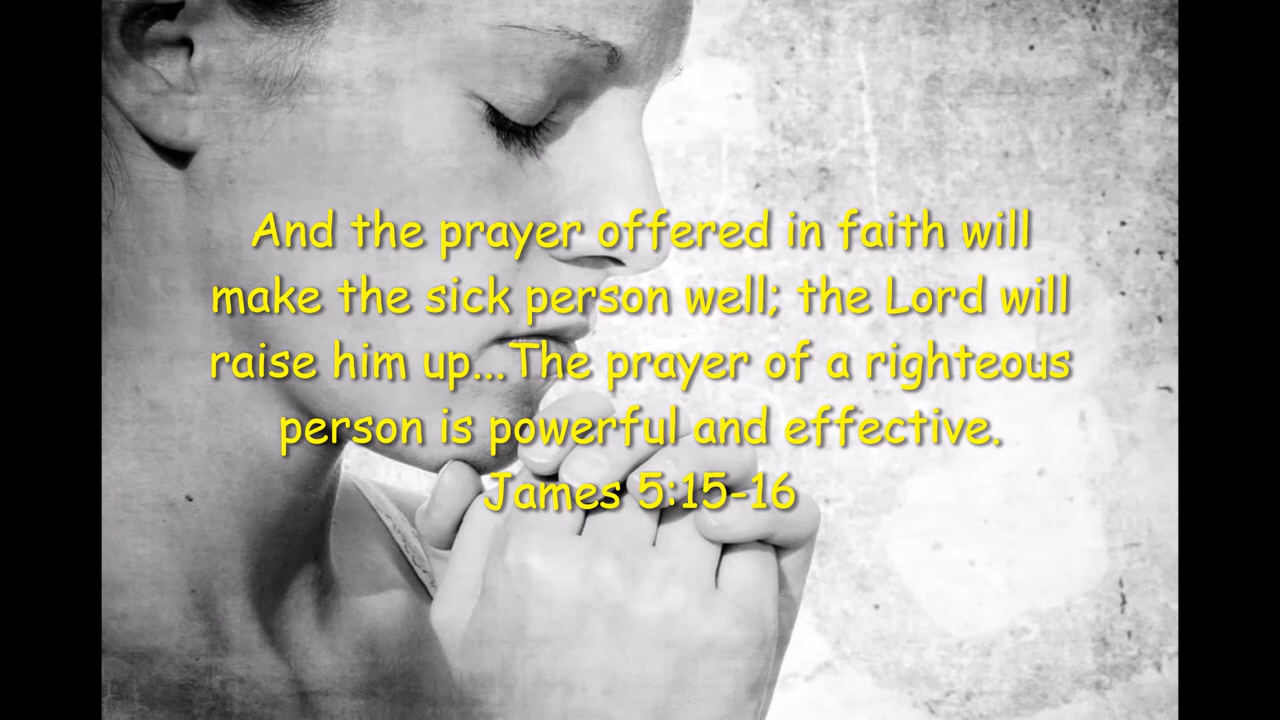 And the prayer offered in faith will
make the sick person well; the Lord will
raise him up...The prayer of a righteous
person is powerful and effective.
James 5:15-16